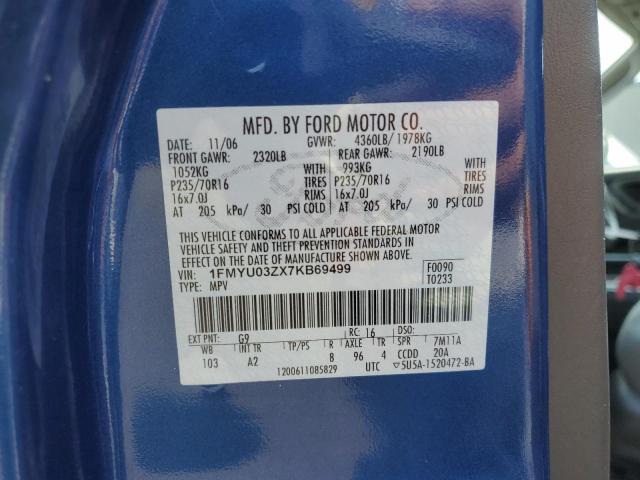 MFD. BY FORD MOTOR CO.
DATE: 11/06 GVWR: 4360LB/ 1978KG
FRONT GAWR: 2320LB REAR GAWR: 2190LB
1052KG 993KG
P235/70R16 TIRES P235/70R16 TIRES
16x7.0J RIMS 16x7.0J RIMS
AT 205 kPa/ 30 PSI COLD AT 205 kPa/ 30 PSI COLD
THIS VEHICLE CONFORMS TO ALL APPLICABLE FEDERAL MOTOR
VEHICLE SAFETY AND THEFT PREVENTION STANDARDS IN
EFFECT ON THE DATE OF MANUFACTURE SHOWN ABOVE.
VIN: 1FMYU03ZX7KB69499 F0090
TYPE: MPV T0233
EXT PNT: G9 RC: 16 DSO:
WB INT TR TP/PS R AXLE TR SPR 7M11A
103 A2 8 96 4 CCDD 20A
1200611085829 UTC ▽5U5A-1520472-BA
Ford